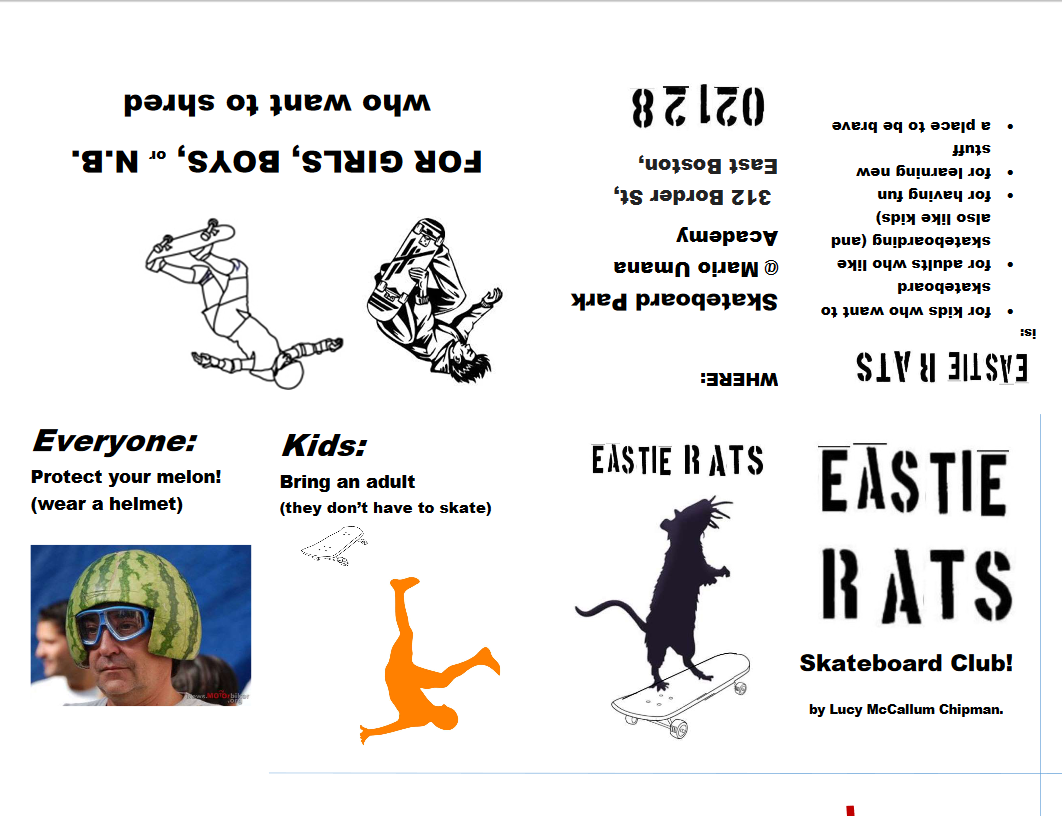 EASTIE RATS
is:
• for kids who want to
skateboard
• for adults who like
skateboarding (and
also like kids)
• for having fun
• for learning new
stuff
• a place to be brave
WHERE:
Skateboard Park
@ Mario Umana
Academy
312 Border St,
East Boston,
02128
FOR GIRLS, BOYS, or N.B.
who want to shred
Everyone:
Protect your melon!
(wear a helmet)
Kids:
Bring an adult
(they don’t have to skate)
EASTIE RATS
EASTIE
RATS
Skateboard Club!
by Lucy McCallum Chipman.